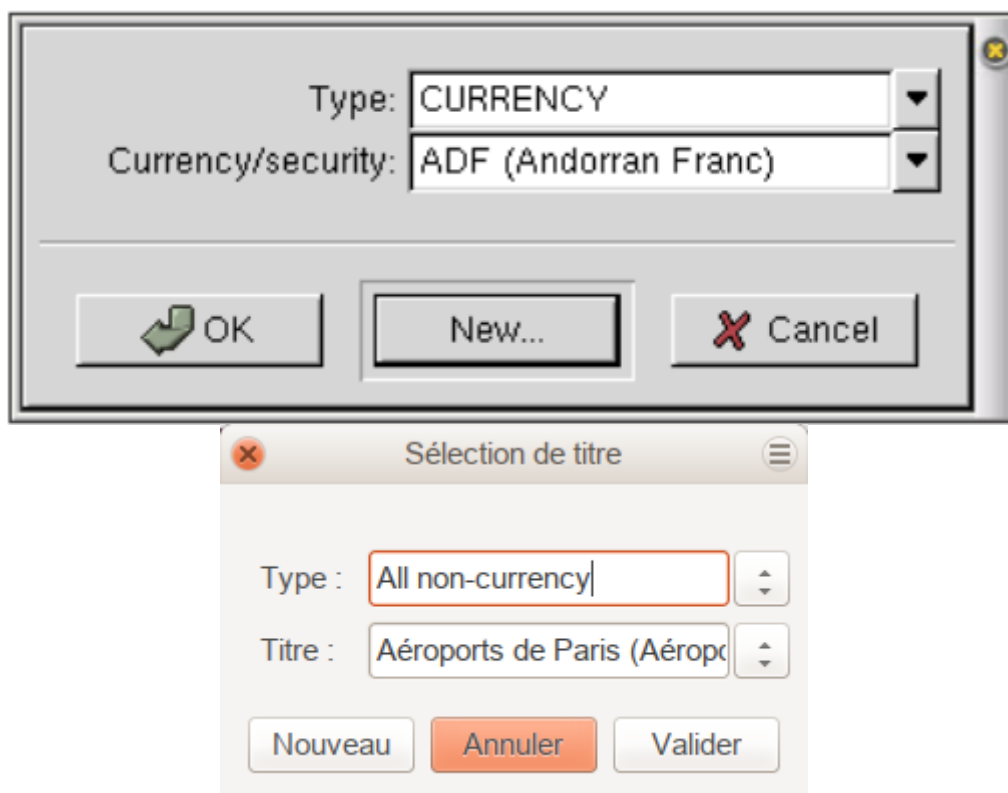 Type: CURRENCY
Currency/security: ADF (Andorran Franc)
OK New... Cancel
Sélection de titre
Type : All non-currency
Titre : Aéroports de Paris (Aéropo
Nouveau Annuler Valider